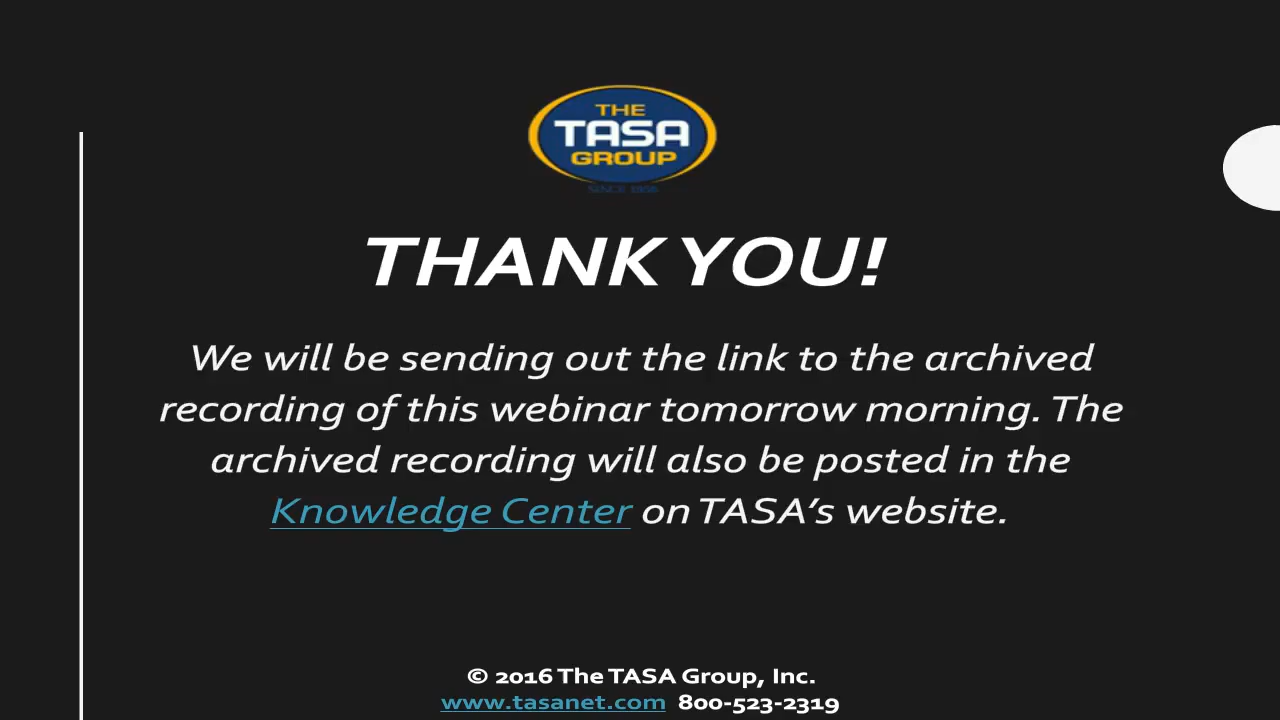 THE
TASA
GROUP
THANK YOU!
We will be sending out the link to the archived
recording of this webinar tomorrow morning. The
archived recording will also be posted in the
Knowledge Center on TASA's website.
© 2016 The TASA Group, Inc.
www.tasanet.com 800-523-2319